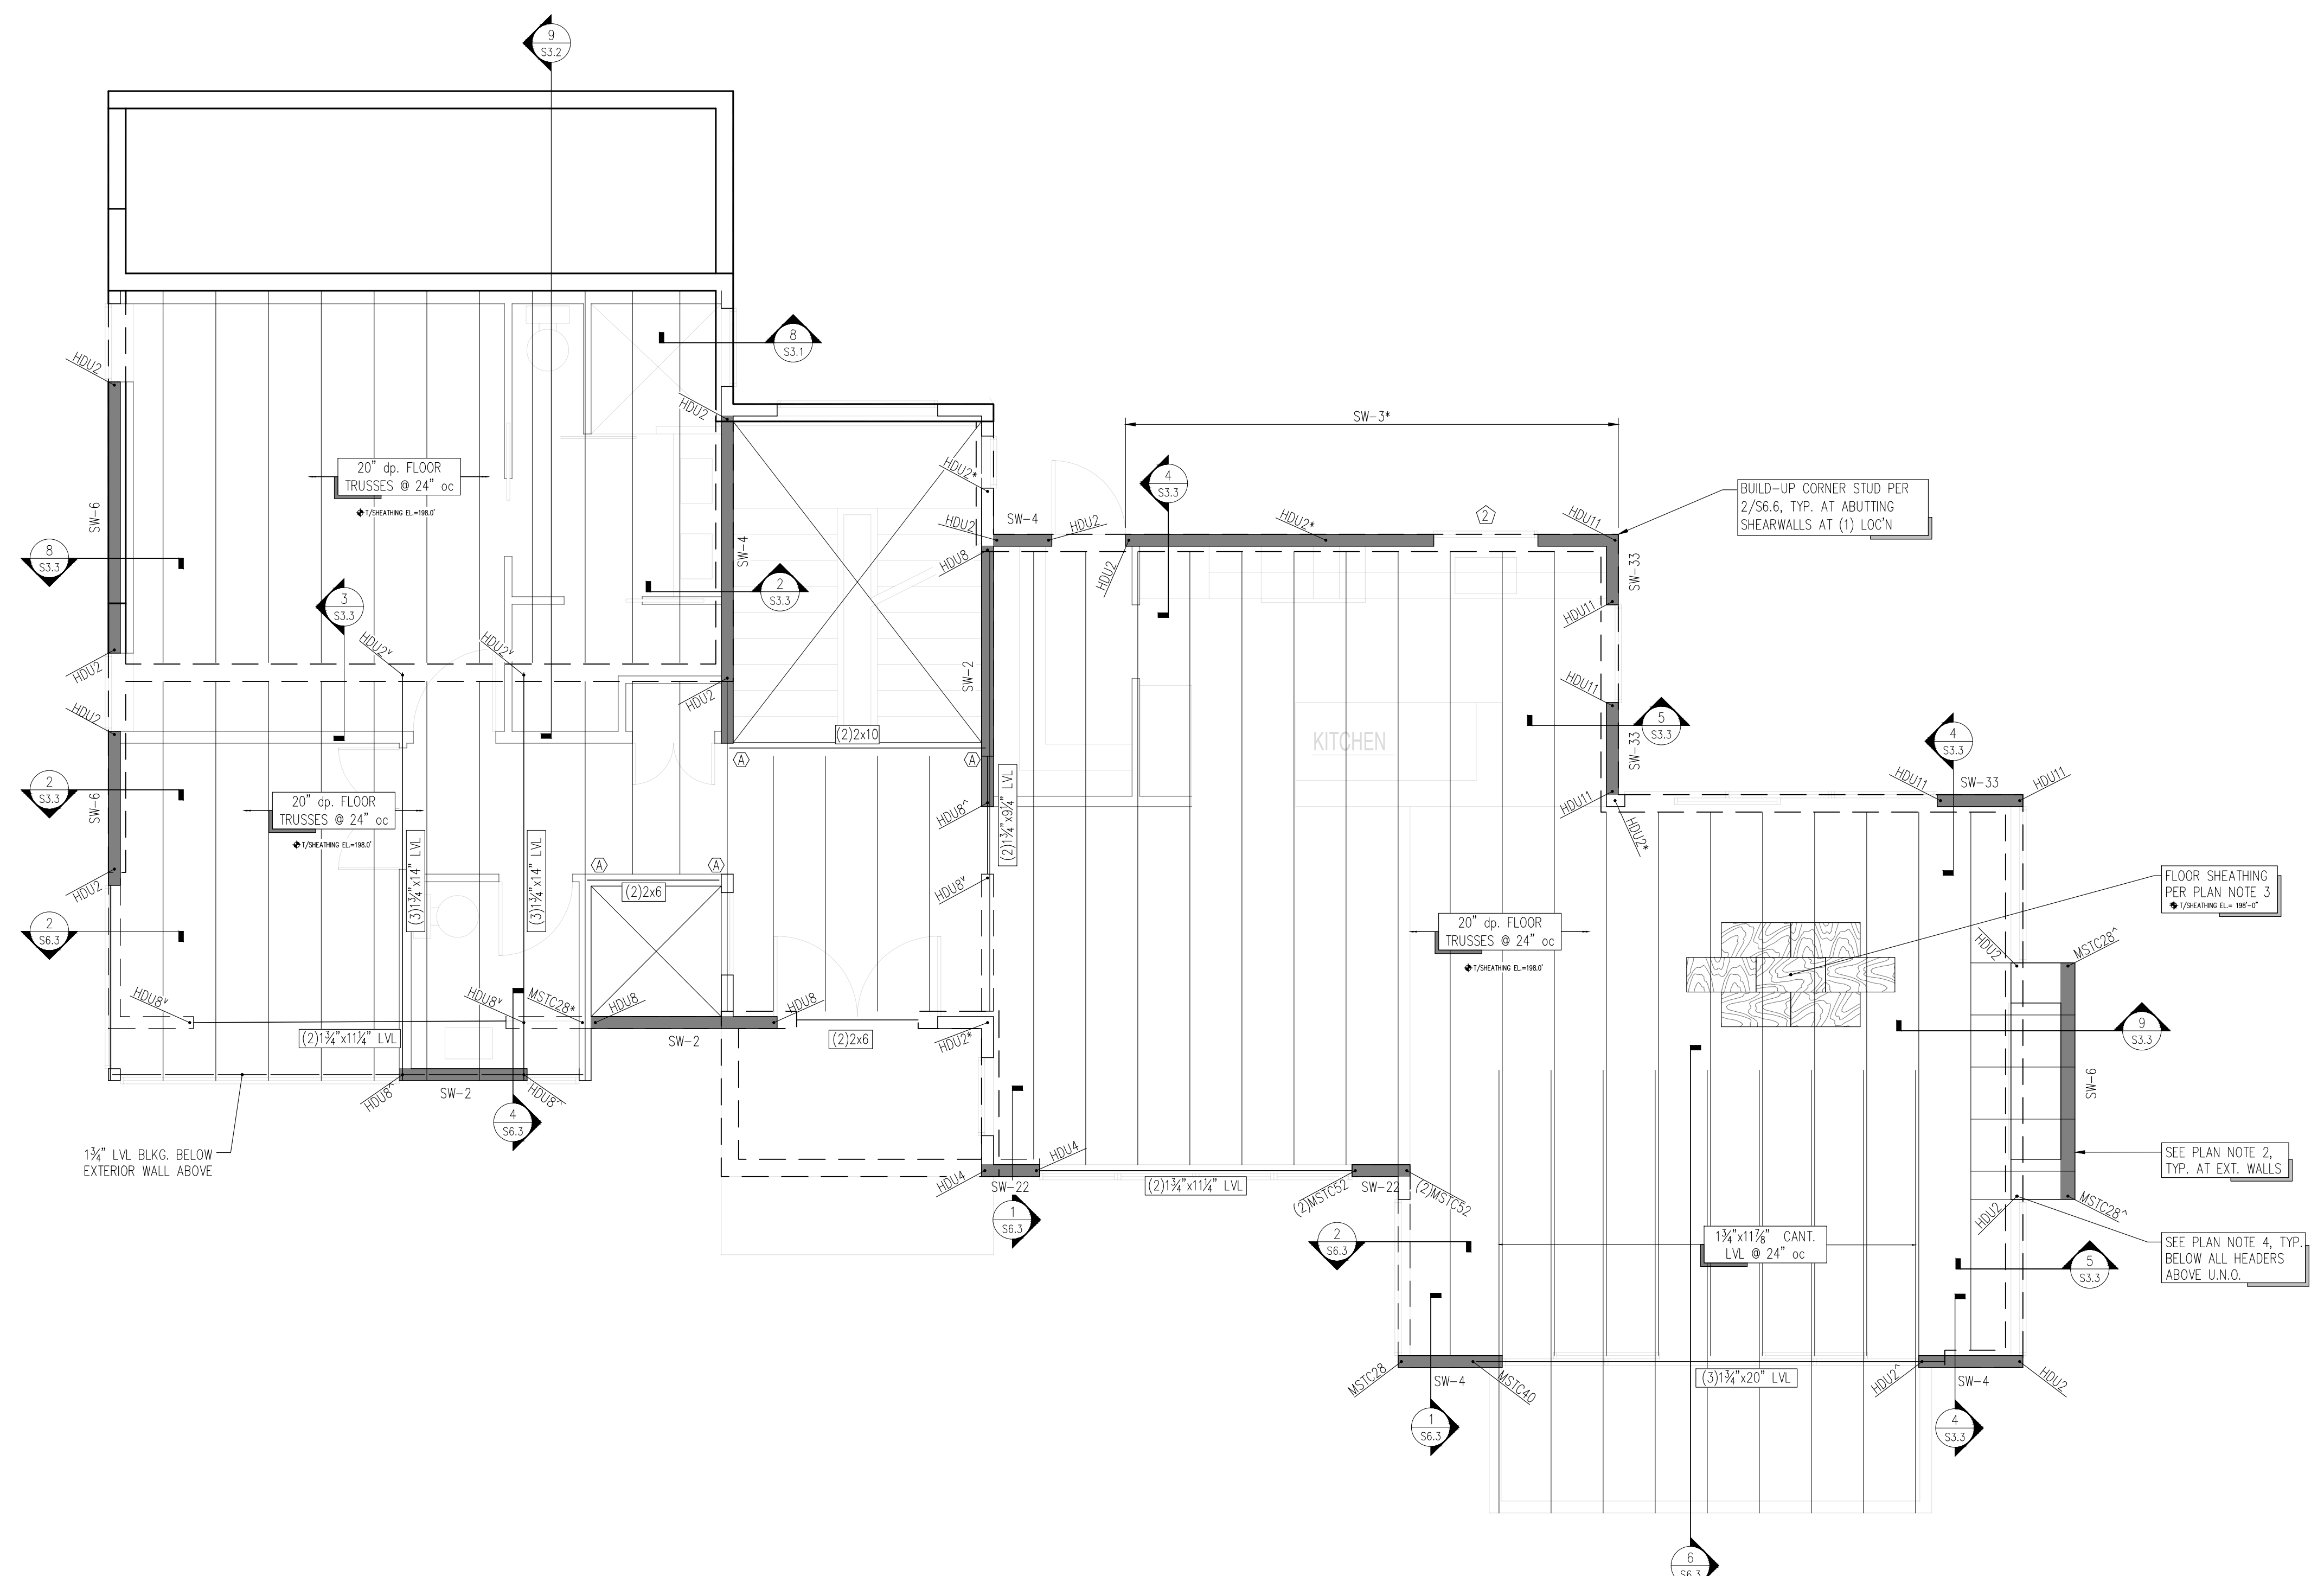 9
S3.2
8
S3.1
HDU2
HDU2
SW-3*
20" dp. FLOOR
TRUSSES @ 24" oc
T/SHEATHING EL.=198.0'
HDU2*
4
S3.3
BUILD-UP CORNER STUD PER
2/S6.6, TYP. AT ABUTTING
SHEARWALLS AT (1) LOC'N
SW-6
HDU2
SW-4
HDU2
HDU2*
2
HDU11
SW-4
8
S3.3
HDU8
HDU2
SW-33
3
S3.3
2
S3.3
HDU11
HDU2ᵛ
HDU2ᵛ
HDU2
HDU2
SW-2
HDU11
5
S3.3
HDU2
(2)2x10
KITCHEN
SW-33
4
S3.3
A
A
2
S3.3
SW-6
20" dp. FLOOR
TRUSSES @ 24" oc
T/SHEATHING EL.=198.0'
(2)1¾"x9¼" LVL
HDU8^
HDU11
HDU11
SW-33
HDU11
HDU2*
HDU2
(3)1¾"x14" LVL
(3)1¾"x14" LVL
A
A
(2)2x6
HDU8ᵛ
FLOOR SHEATHING
PER PLAN NOTE 3
T/SHEATHING EL.= 198'-0"
2
S6.3
20" dp. FLOOR
TRUSSES @ 24" oc
T/SHEATHING EL.=198.0'
HDU2
MSTC28^
HDU8ᵛ
HDU8ᵛ
MSTC28*
HDU8
HDU8
(2)1¾"x11¼" LVL
SW-2
(2)2x6
HDU2*
9
S3.3
SW-6
HDU8^
SW-2
HDU8^
4
S6.3
1¾" LVL BLKG. BELOW
EXTERIOR WALL ABOVE
HDU4
HDU4
SW-22
(2)1¾"x11¼" LVL
(2)MSTC52
SW-22
(2)MSTC52
SEE PLAN NOTE 2,
TYP. AT EXT. WALLS
HDU2
MSTC28^
1
S6.3
2
S6.3
1¾"x11⅞" CANT.
LVL @ 24" oc
SEE PLAN NOTE 4, TYP.
BELOW ALL HEADERS
ABOVE U.N.O.
5
S3.3
MSTC28
SW-4
MSTC40
(3)1¾"x20" LVL
HDU2^
SW-4
HDU2
1
S6.3
4
S3.3
6
S6.3